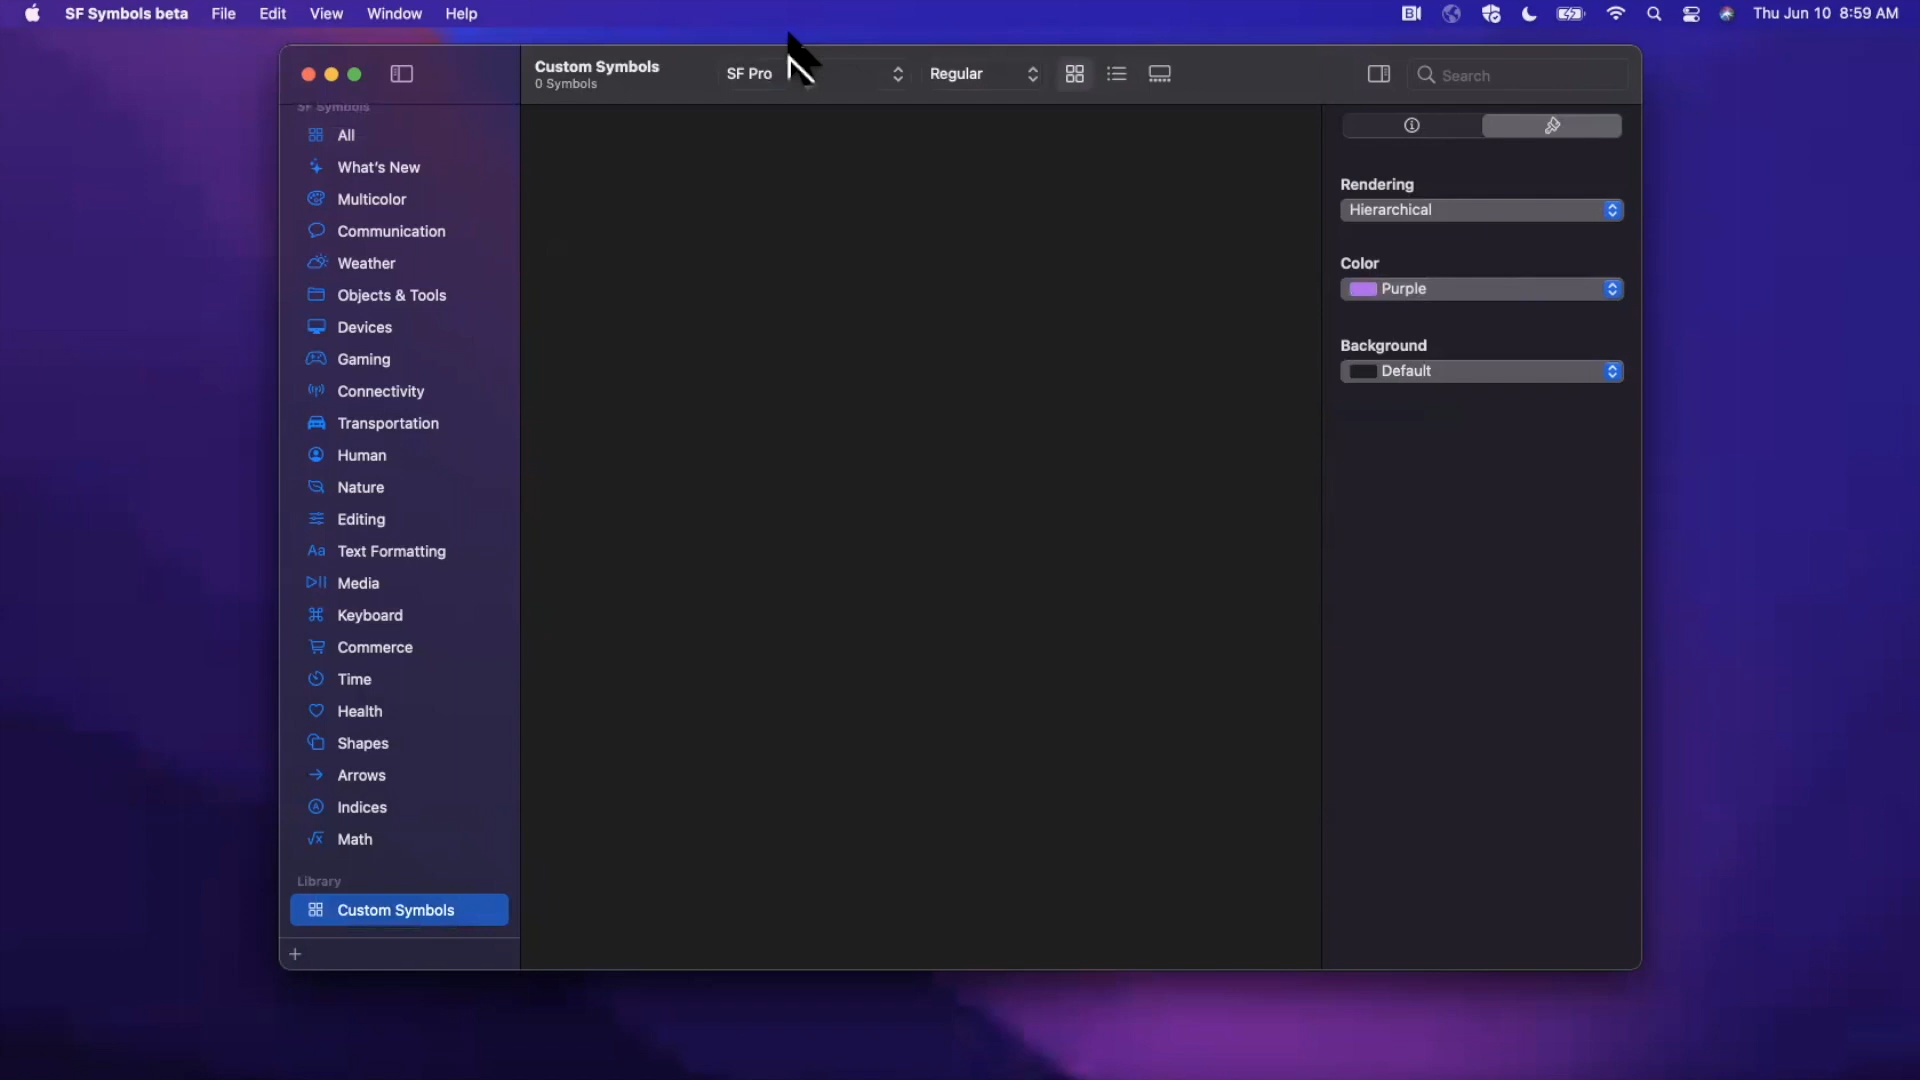 SF Symbols beta File Edit View Window Help Thu Jun 10 8:59 AM
Custom Symbols
0 Symbols
SF Pro
Regular
Search
SF Symbols
All
What's New
Multicolor
Communication
Weather
Objects & Tools
Devices
Gaming
Connectivity
Transportation
Human
Nature
Editing
Aa Text Formatting
Media
Keyboard
Commerce
Time
Health
Shapes
Arrows
Indices
Math
Library
Custom Symbols
+
Rendering
Hierarchical
Color
Purple
Background
Default